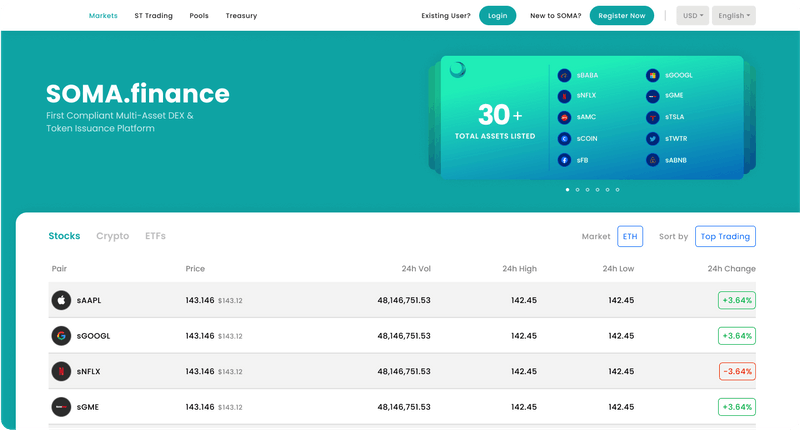 Markets ST Trading Pools Treasury Existing User? Login New to SOMA? Register Now USD English
SOMA.finance
First Compliant Multi-Asset DEX &
Token Issuance Platform
30+
TOTAL ASSETS LISTED
sBABA sGOOGL
sNFLX sGME
sAMC sTSLA
sCOIN sTWTR
sFB sABNB
Stocks Crypto ETFs Market ETH Sort by Top Trading
Pair Price 24h Vol 24h High 24h Low 24h Change
sAAPL 143.146 $143.12 48,146,751.53 142.45 142.45 +3.64%
sGOOGL 143.146 $143.12 48,146,751.53 142.45 142.45 +3.64%
sNFLX 143.146 $143.12 48,146,751.53 142.45 142.45 -3.64%
sGME 143.146 $143.12 48,146,751.53 142.45 142.45 +3.64%